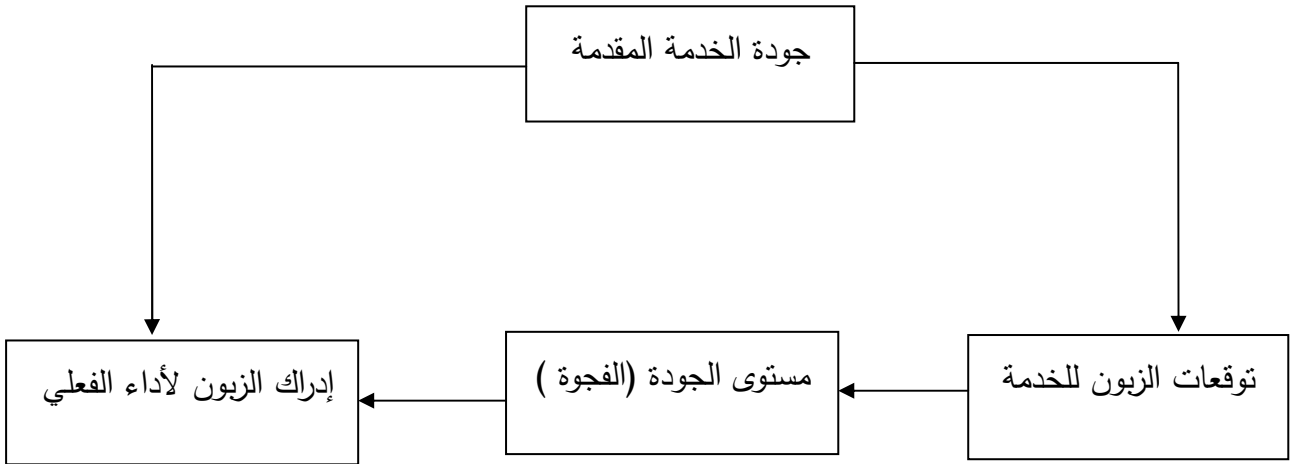 جودة الخدمة المقدمة
توقعات الزبون للخدمة
مستوى الجودة (الفجوة )
إدراك الزبون لأداء الفعلي